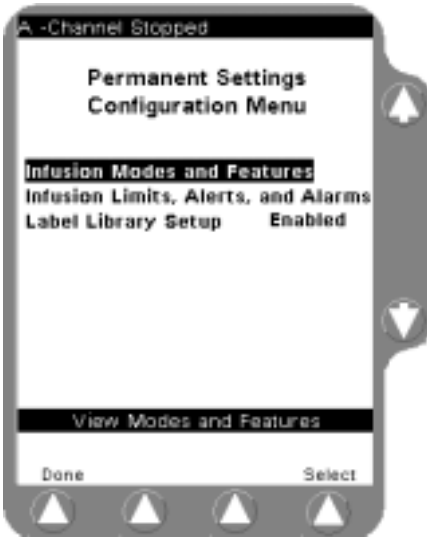 A -Channel Stopped
Permanent Settings
Configuration Menu
Infusion Modes and Features
Infusion Limits, Alerts, and Alarms
Label Library Setup Enabled
View Modes and Features
Done Select